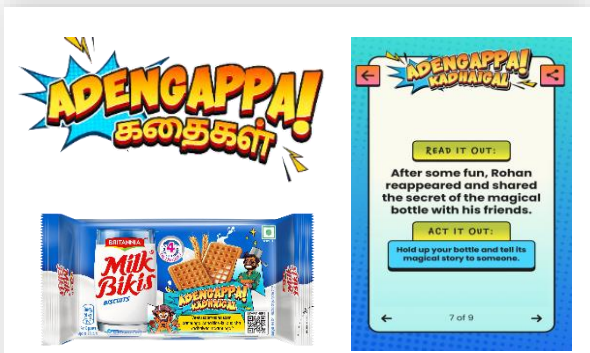 ADENGAPPA!
கதைகள்
BRITANNIA
Milk
Bikis
BISCUITS
ADENGAPPA!
KADHAIGAL
ADENGAPPA!
KADHAIGAL
READ IT OUT:
After some fun, Rohan
reappeared and shared
the secret of the magical
bottle with his friends.
ACT IT OUT:
Hold up your bottle and tell its
magical story to someone.
7 of 9